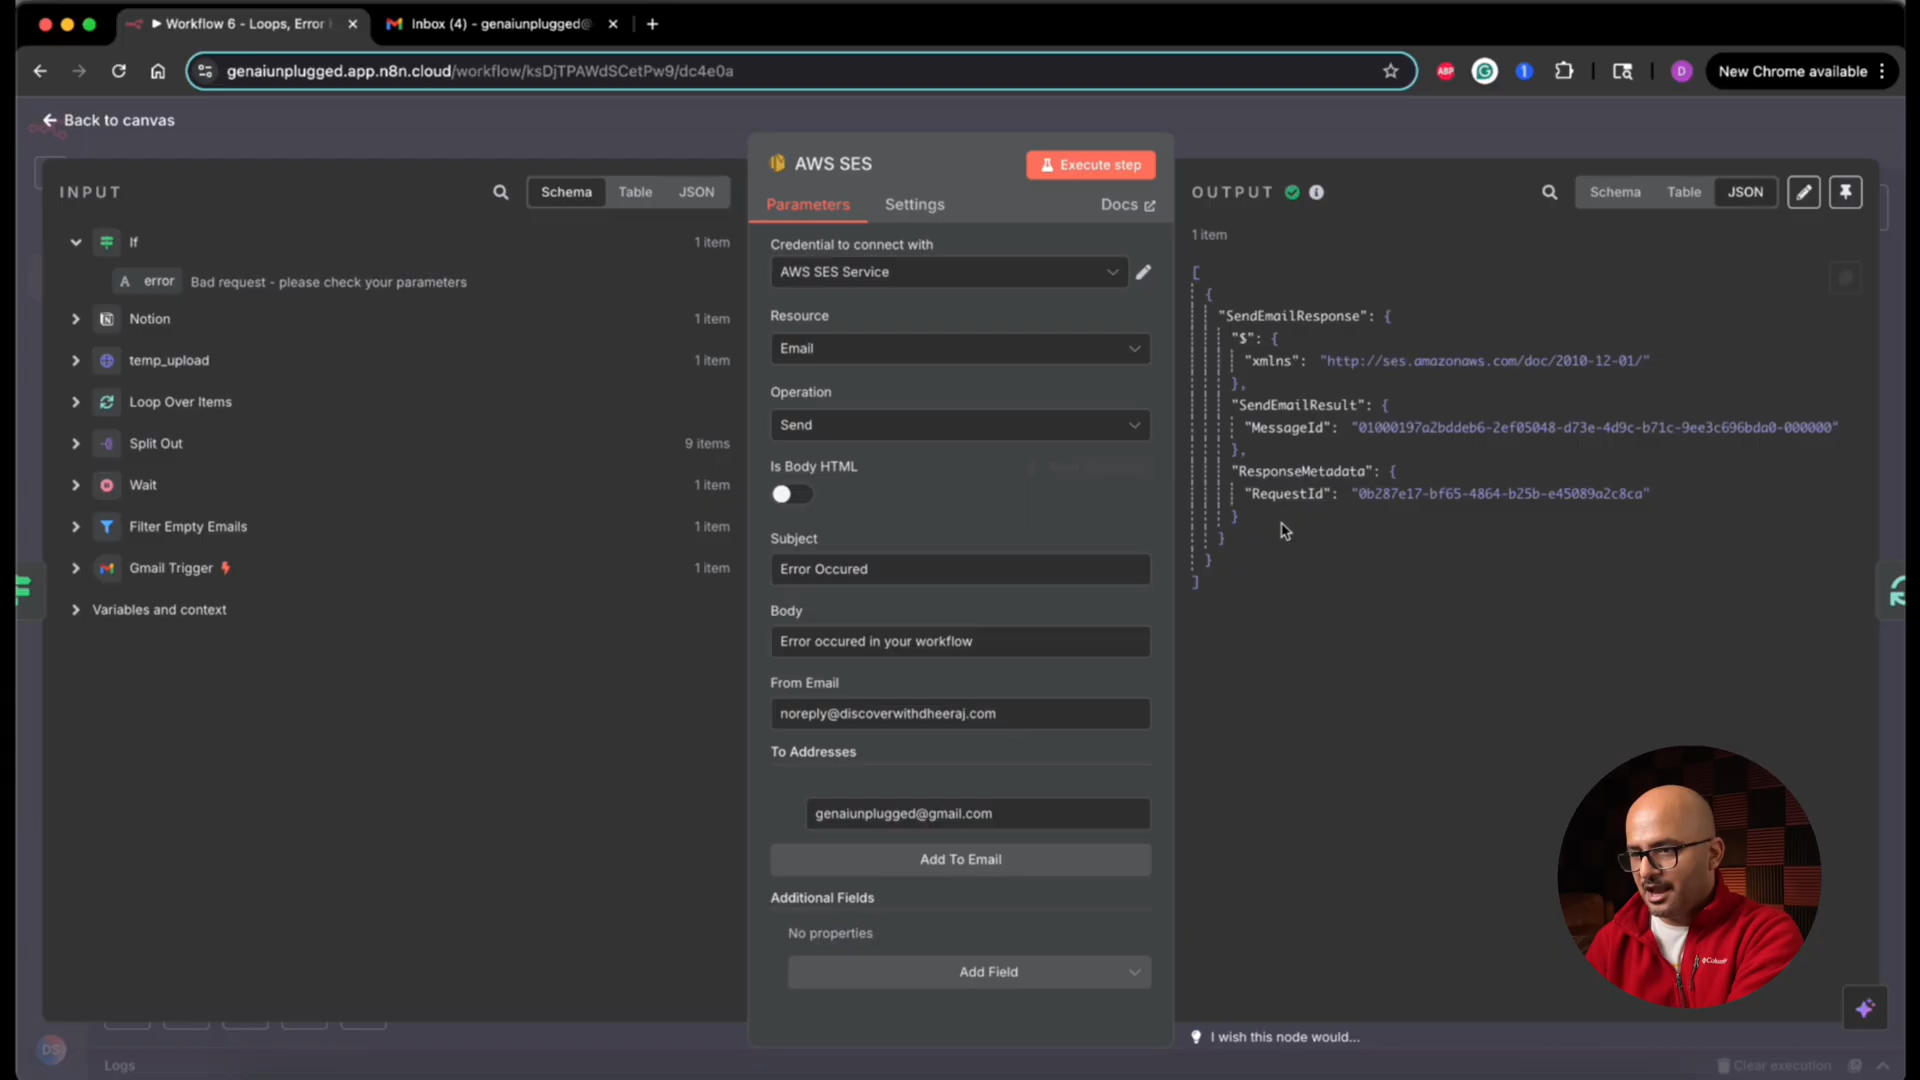 Workflow 6 - Loops, Error
Inbox (4) - genaiunplugged@
genaiunplugged.app.n8n.cloud/workflow/ksDjTPAWdSCetPw9/dc4e0a
ABP
1
D
New Chrome available
Back to canvas
INPUT
Schema
Table
JSON
If
1 item
A error Bad request - please check your parameters
Notion
1 item
temp_upload
1 item
Loop Over Items
Split Out
9 items
Wait
1 item
Filter Empty Emails
1 item
Gmail Trigger
1 item
Variables and context
AWS SES
Execute step
Parameters
Settings
Docs
Credential to connect with
AWS SES Service
Resource
Email
Operation
Send
Is Body HTML
Subject
Error Occured
Body
Error occured in your workflow
From Email
noreply@discoverwithdheeraj.com
To Addresses
genaiunplugged@gmail.com
Add To Email
Additional Fields
No properties
Add Field
OUTPUT
Schema
Table
JSON
1 item
[
{
"SendEmailResponse": {
"$": {
"xmlns": "http://ses.amazonaws.com/doc/2010-12-01/"
},
"SendEmailResult": {
"MessageId": "01000197a2bddeb6-2ef05048-d73e-4d9c-b71c-9ee3c696bda0-000000"
},
"ResponseMetadata": {
"RequestId": "0b287e17-bf65-4864-b25b-e45089a2c8ca"
}
}
}
]
Columbia
I wish this node would...
DS
Logs
Clear execution